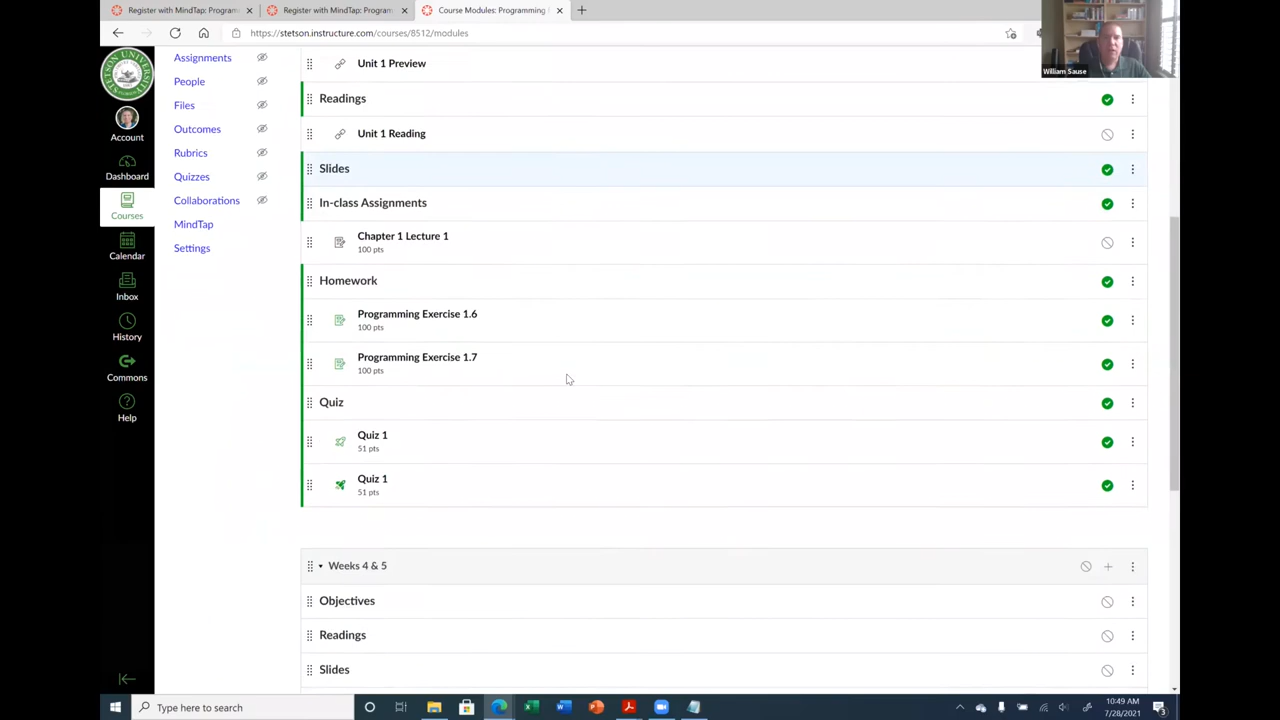 Register with MindTap: Program
Register with MindTap: Program
Course Modules: Programming
https://stetson.instructure.com/courses/8512/modules
William Sause
STETSON UNIVERSITY
Account
Dashboard
Courses
Calendar
Inbox
History
Commons
Help
Assignments
People
Files
Outcomes
Rubrics
Quizzes
Collaborations
MindTap
Settings
Unit 1 Preview
Readings
Unit 1 Reading
Slides
In-class Assignments
Chapter 1 Lecture 1
100 pts
Homework
Programming Exercise 1.6
100 pts
Programming Exercise 1.7
100 pts
Quiz
Quiz 1
51 pts
Quiz 1
51 pts
Weeks 4 & 5
Objectives
Readings
Slides
Type here to search
10:49 AM
7/28/2021
3